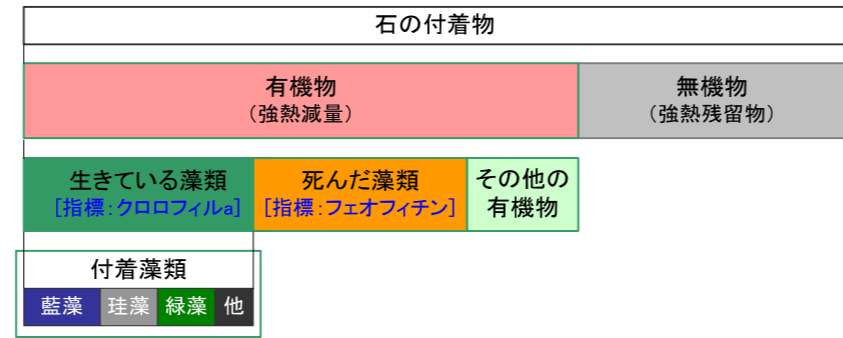 石の付着物
有機物
（強熱減量）
無機物
（強熱残留物）
生きている藻類
[指標：クロロフィルa]
死んだ藻類
[指標：フェオフィチン]
その他の
有機物
付着藻類
藍藻
珪藻
緑藻
他